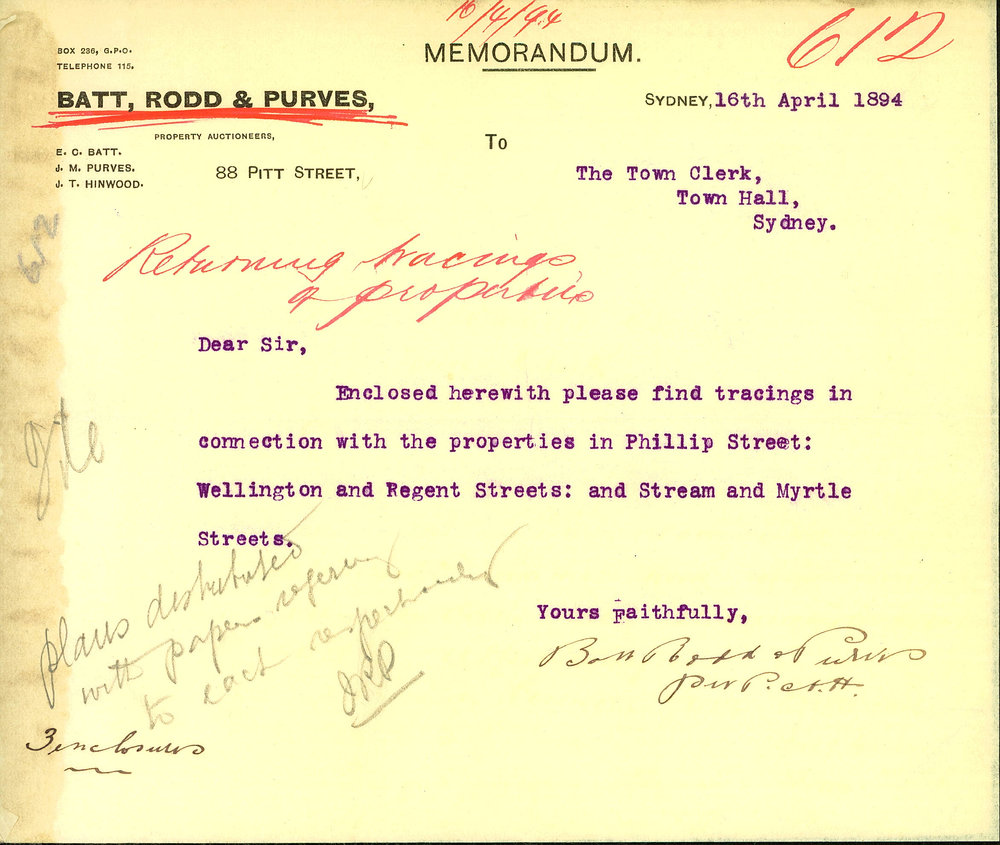 16/4/94
MEMORANDUM.
612
BOX 236, G.P.O.
TELEPHONE 115.
BATT, RODD & PURVES,
PROPERTY AUCTIONEERS,
E. C. BATT.
J. M. PURVES.
J. T. HINWOOD.
88 PITT STREET,
SYDNEY, 16th April 1894
To
The Town Clerk,
Town Hall,
Sydney.
612
Returning tracings
of properties
Dear Sir,
Enclosed herewith please find tracings in
connection with the properties in Phillip Street:
Wellington and Regent Streets: and Stream and Myrtle
Streets.
plans distributed
with papers refering
to each respectively
Yours Faithfully,
Batt Rodd & Purves
per P.
3 enclosures